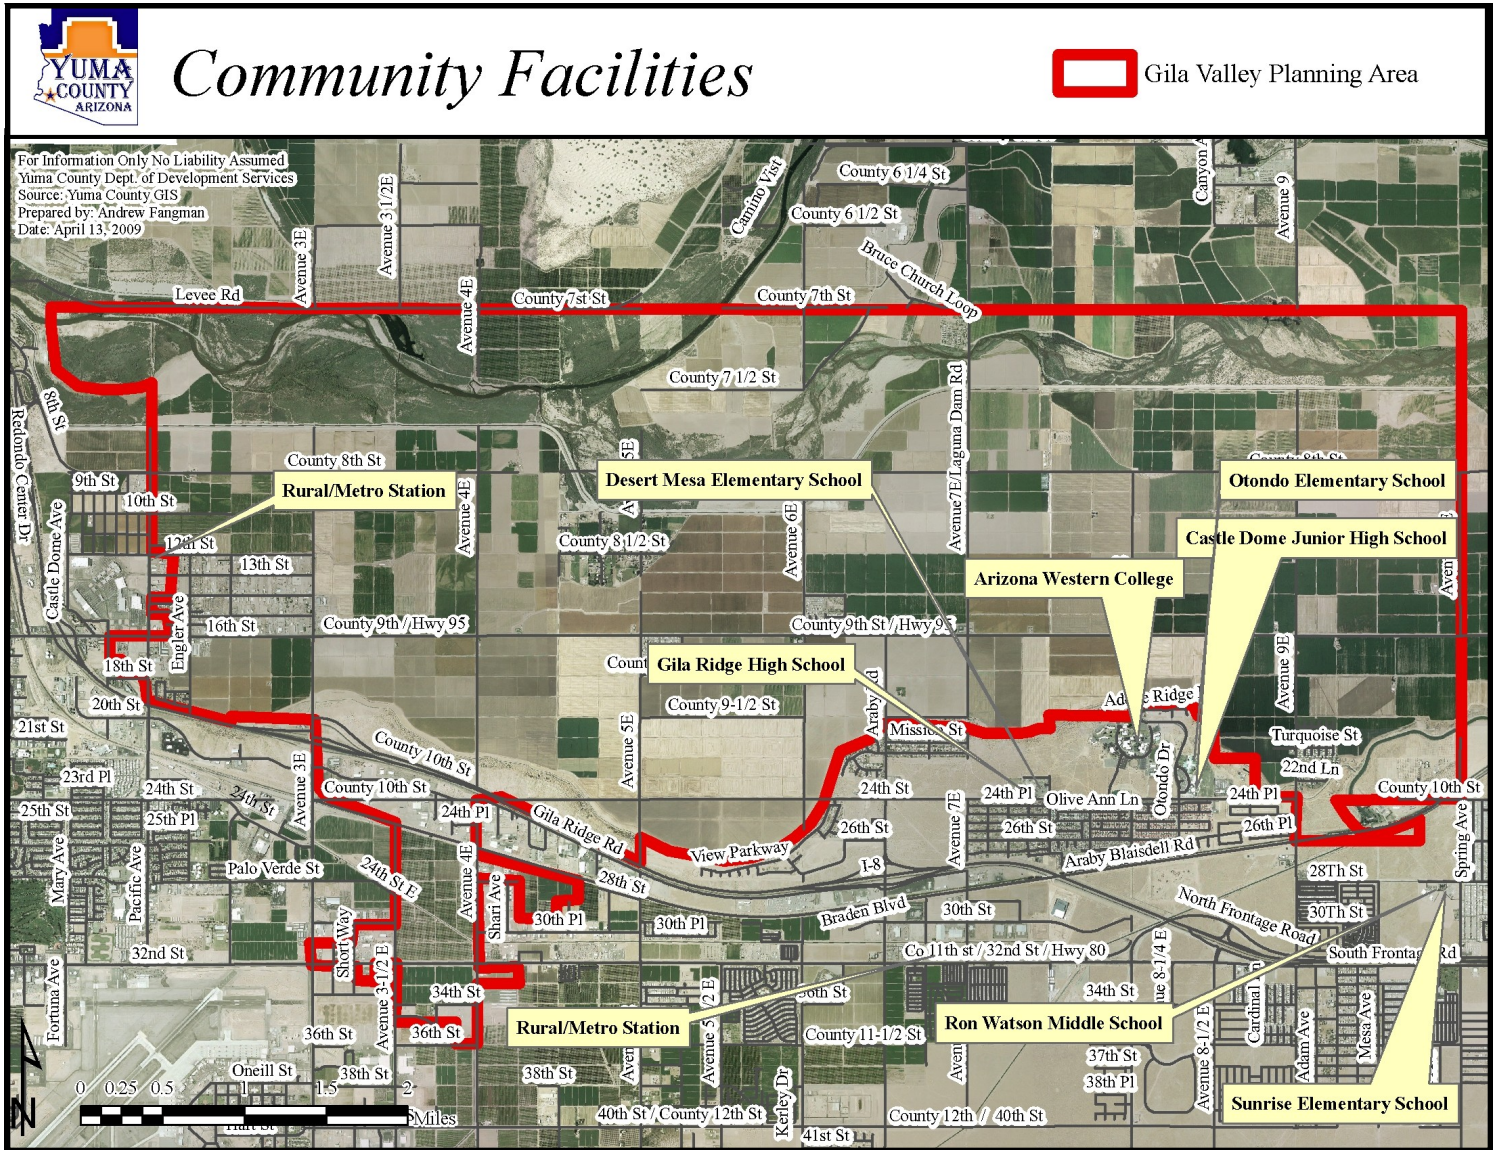 YUMA
COUNTY
ARIZONA
Community Facilities
Gila Valley Planning Area
For Information Only No Liability Assumed
Yuma County Dept. of Development Services
Source: Yuma County GIS
Prepared by: Andrew Fangman
Date: April 13, 2009
County 6 1/4 St
County 6 1/2 St
Camino Vist
Bruce Church Loop
Avenue 9
Avenue 3 1/2E
Avenue 3E
Avenue 4E
Levee Rd
County 7st St
County 7th St
County 7 1/2 St
Avenue7E/Laguna Dam Rd
8th St
Redondo Center Dr
Castle Dome Ave
County 8th St
9th St
10th St
Rural/Metro Station
Desert Mesa Elementary School
Otondo Elementary School
Castle Dome Junior High School
Arizona Western College
Avenue 4E
Avenue 6E
12th St
County 8 1/2 St
13th St
16th St
Engler Ave
County 9th / Hwy 95
County 9th St / Hwy 95
Gila Ridge High School
18th St
20th St
County 9-1/2 St
Mission St
Avenue 9E
21st St
County 10th St
Avenue 5E
Otondo Dr
Turquoise St
22nd Ln
23rd Pl
24th St
24th St
Avenue 3E
County 10th St
24th St
24th Pl
Olive Ann Ln
24th Pl
County 10th St
25th St
25th Pl
24th Pl
Gila Ridge Rd
26th St
Avenue 7E
26th St
26th Pl
Spring Ave
View Parkway
I-8
Araby Blaisdell Rd
Mary Ave
Pacific Ave
Palo Verde St
24th St E
Avenue 4E
Shari Ave
28th St
28Th St
30th Pl
30th Pl
Braden Blvd
30th St
North Frontage Road
30Th St
Short Way
32nd St
Co 11th st / 32nd St / Hwy 80
South Frontage Rd
Fortuna Ave
Avenue 3-1/2 E
34th St
36th St
34th St
36th St
36th St
Rural/Metro Station
County 11-1/2 St
Ron Watson Middle School
Adam Ave
Mesa Ave
Avenue 8-1/2 E
Oneill St
38th St
38th St
37th St
38th Pl
Kerley Dr
40th St / County 12th St
County 12th / 40th St
41st St
Sunrise Elementary School
0 0.25 0.5 1 1.5 2
Miles
N